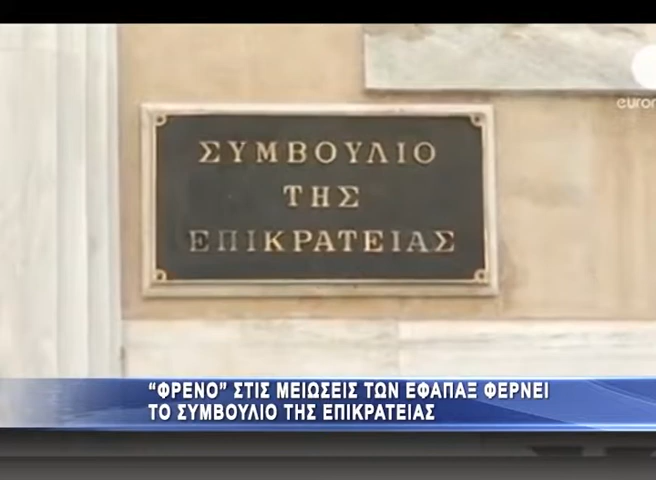 euron
ΣΥΜΒΟΥΛΙΟ
ΤΗΣ
ΕΠΙΚΡΑΤΕΙΑΣ
“ΦΡΕΝΟ” ΣΤΙΣ ΜΕΙΩΣΕΙΣ ΤΩΝ ΕΦΑΠΑΞ ΦΕΡΝΕΙ
ΤΟ ΣΥΜΒΟΥΛΙΟ ΤΗΣ ΕΠΙΚΡΑΤΕΙΑΣ